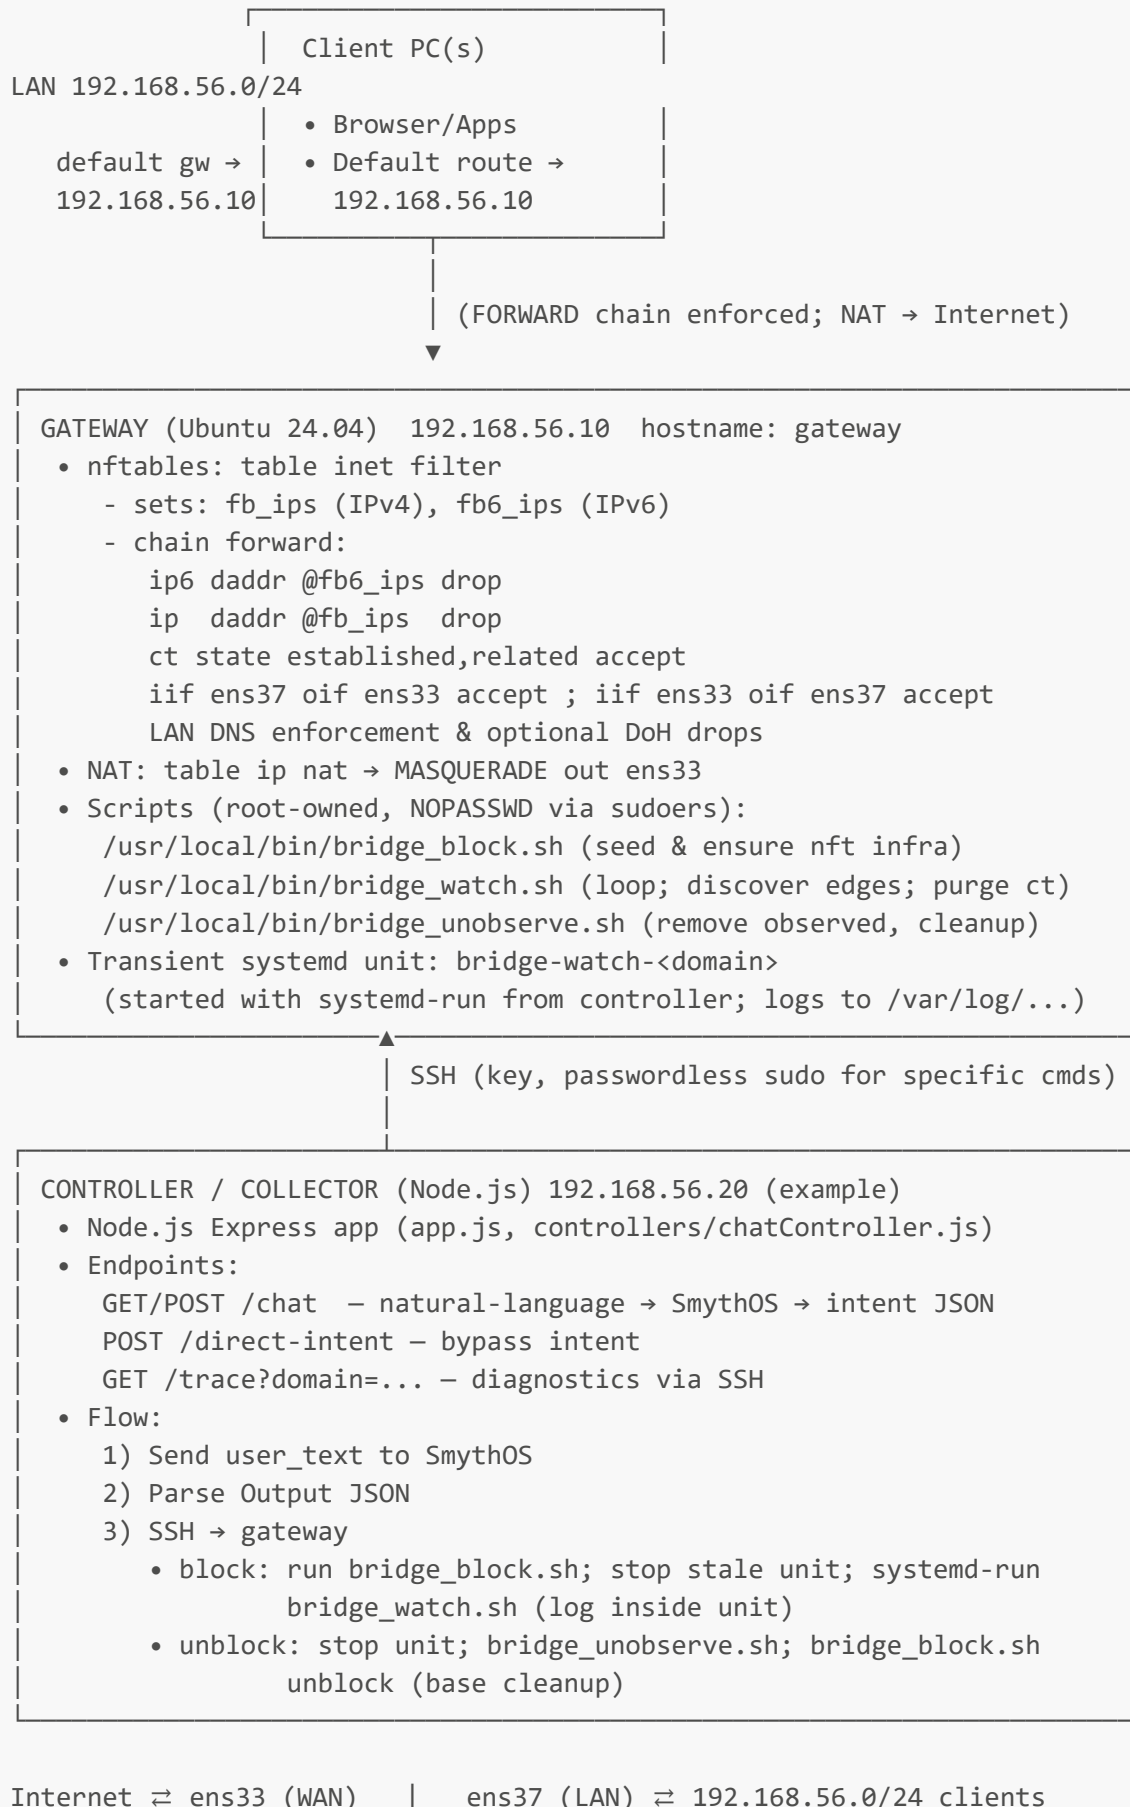 Client PC(s)
LAN 192.168.56.0/24
• Browser/Apps
default gw → • Default route →
192.168.56.10 192.168.56.10
(FORWARD chain enforced; NAT → Internet)
GATEWAY (Ubuntu 24.04) 192.168.56.10 hostname: gateway
• nftables: table inet filter
- sets: fb_ips (IPv4), fb6_ips (IPv6)
- chain forward:
ip6 daddr @fb6_ips drop
ip daddr @fb_ips drop
ct state established,related accept
iif ens37 oif ens33 accept ; iif ens33 oif ens37 accept
LAN DNS enforcement & optional DoH drops
• NAT: table ip nat → MASQUERADE out ens33
• Scripts (root-owned, NOPASSWD via sudoers):
/usr/local/bin/bridge_block.sh (seed & ensure nft infra)
/usr/local/bin/bridge_watch.sh (loop; discover edges; purge ct)
/usr/local/bin/bridge_unobserve.sh (remove observed, cleanup)
• Transient systemd unit: bridge-watch-<domain>
(started with systemd-run from controller; logs to /var/log/...)
SSH (key, passwordless sudo for specific cmds)
CONTROLLER / COLLECTOR (Node.js) 192.168.56.20 (example)
• Node.js Express app (app.js, controllers/chatController.js)
• Endpoints:
GET/POST /chat — natural-language → SmythOS → intent JSON
POST /direct-intent — bypass intent
GET /trace?domain=... — diagnostics via SSH
• Flow:
1) Send user_text to SmythOS
2) Parse Output JSON
3) SSH → gateway
• block: run bridge_block.sh; stop stale unit; systemd-run
bridge_watch.sh (log inside unit)
• unblock: stop unit; bridge_unobserve.sh; bridge_block.sh
unblock (base cleanup)
Internet ⇄ ens33 (WAN) | ens37 (LAN) ⇄ 192.168.56.0/24 clients